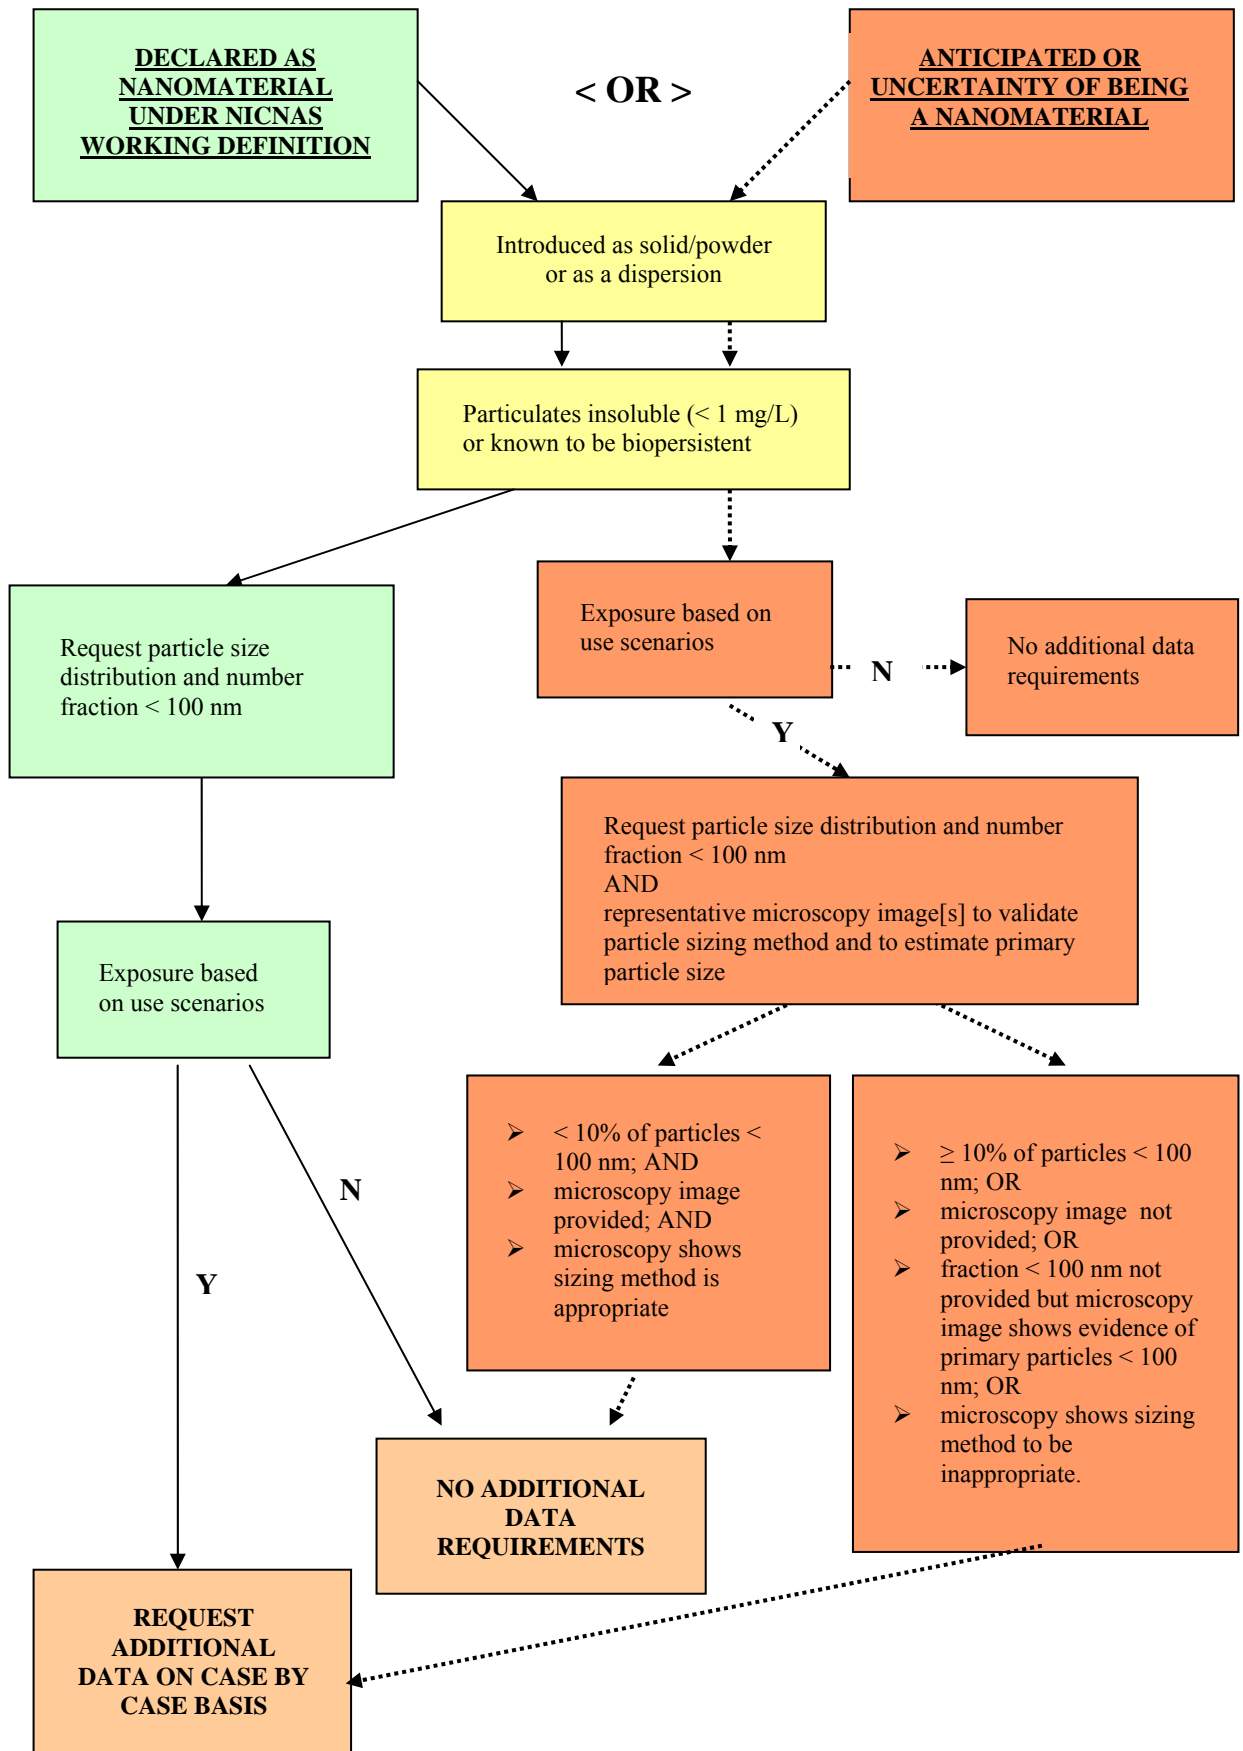 DECLARED AS
NANOMATERIAL
UNDER NICNAS
WORKING DEFINITION
< OR >
ANTICIPATED OR
UNCERTAINTY OF BEING
A NANOMATERIAL
Introduced as solid/powder
or as a dispersion
Particulates insoluble (< 1 mg/L)
or known to be biopersistent
Request particle size
distribution and number
fraction < 100 nm
Exposure based on
use scenarios
N
No additional data
requirements
Y
Request particle size distribution and number
fraction < 100 nm
AND
representative microscopy image[s] to validate
particle sizing method and to estimate primary
particle size
Exposure based
on use scenarios
Y
N
➢ < 10% of particles <
100 nm; AND
➢ microscopy image
provided; AND
➢ microscopy shows
sizing method is
appropriate
➢ ≥ 10% of particles < 100
nm; OR
➢ microscopy image not
provided; OR
➢ fraction < 100 nm not
provided but microscopy
image shows evidence of
primary particles < 100
nm; OR
➢ microscopy shows sizing
method to be
inappropriate.
NO ADDITIONAL
DATA
REQUIREMENTS
REQUEST
ADDITIONAL
DATA ON CASE BY
CASE BASIS